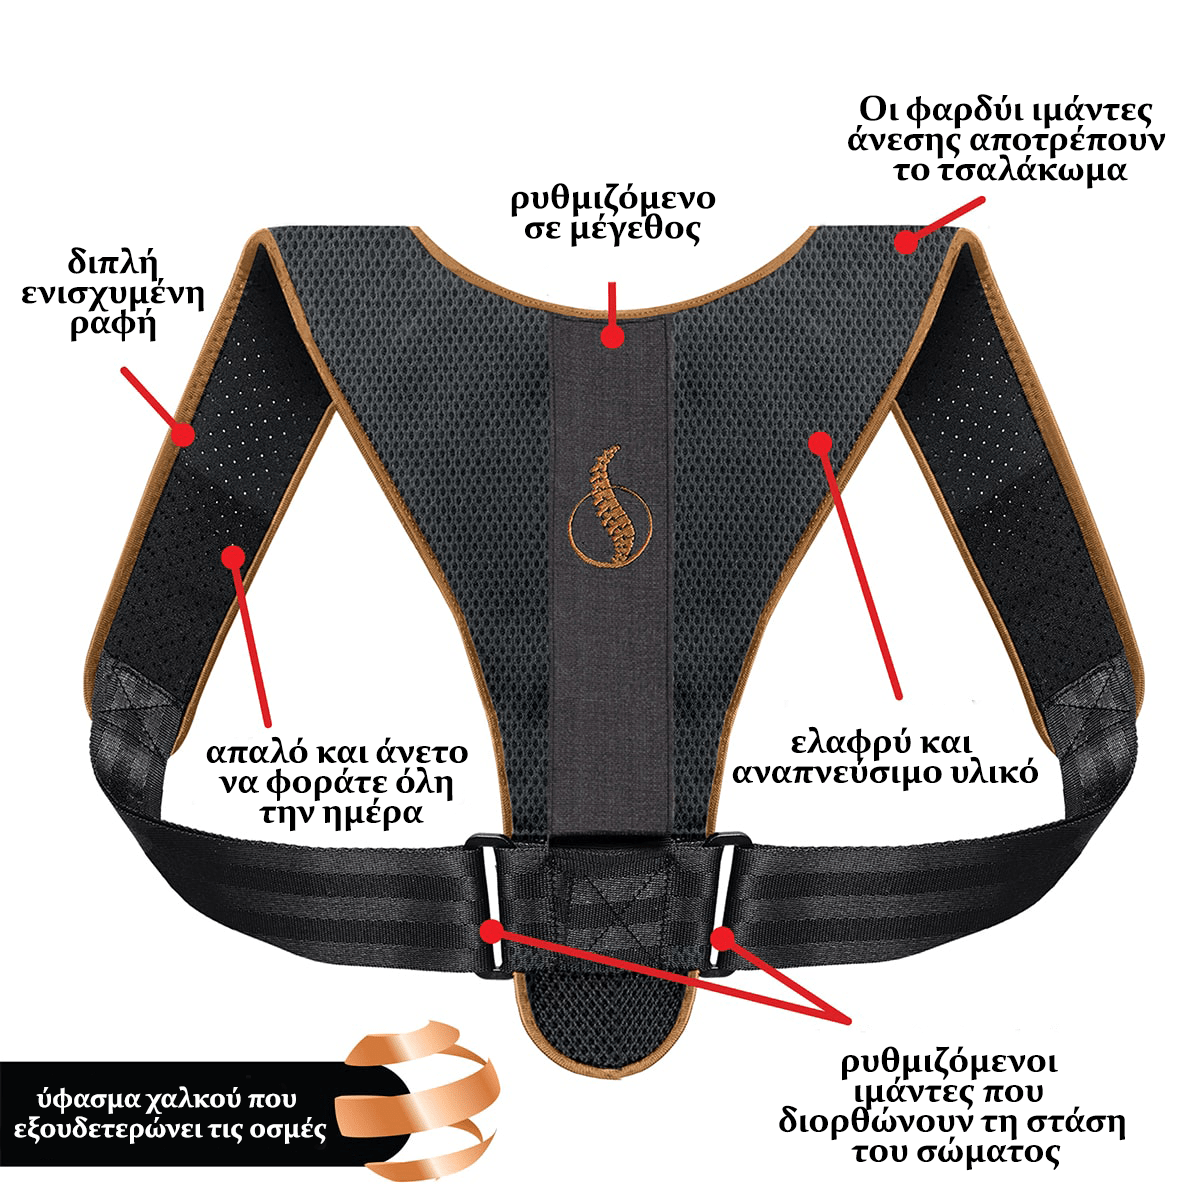 Οι φαρδύι ιμάντες
άνεσης αποτρέπουν
το τσαλάκωμα
ρυθμιζόμενο
σε μέγεθος
διπλή
ενισχυμένη
ραφή
απαλό και άνετο
να φοράτε όλη
την ημέρα
ελαφρύ και
αναπνεύσιμο υλικό
ρυθμιζόμενοι
ιμάντες που
διορθώνουν τη στάση
του σώματος
ύφασμα χαλκού που
εξουδετερώνει τις οσμές